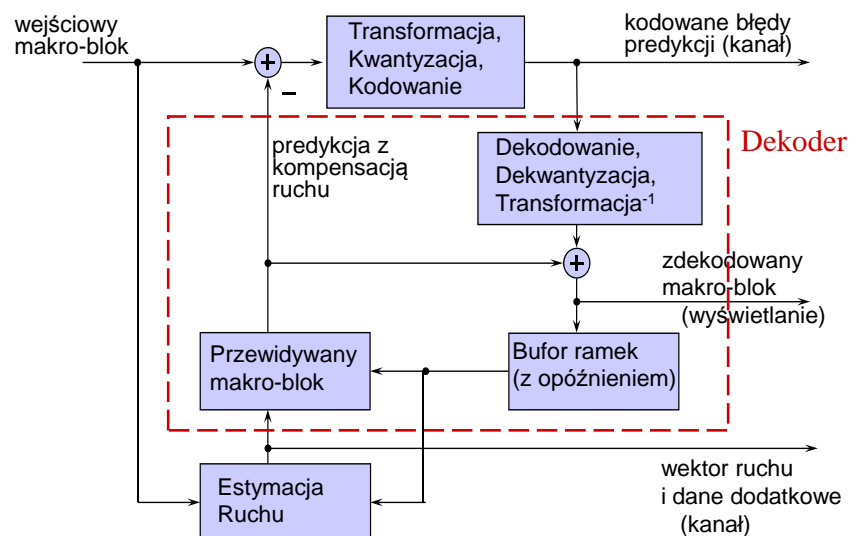 wejściowy
makro-blok
Transformacja,
Kwantyzacja,
Kodowanie
kodowane błędy
predykcji (kanał)
+
–
predykcja z
kompensacją
ruchu
Dekodowanie,
Dekwantyzacja,
Transformacja-1
Dekoder
+
zdekodowany
makro-blok
(wyświetlanie)
Przewidywany
makro-blok
Bufor ramek
(z opóźnieniem)
Estymacja
Ruchu
wektor ruchu
i dane dodatkowe
(kanał)